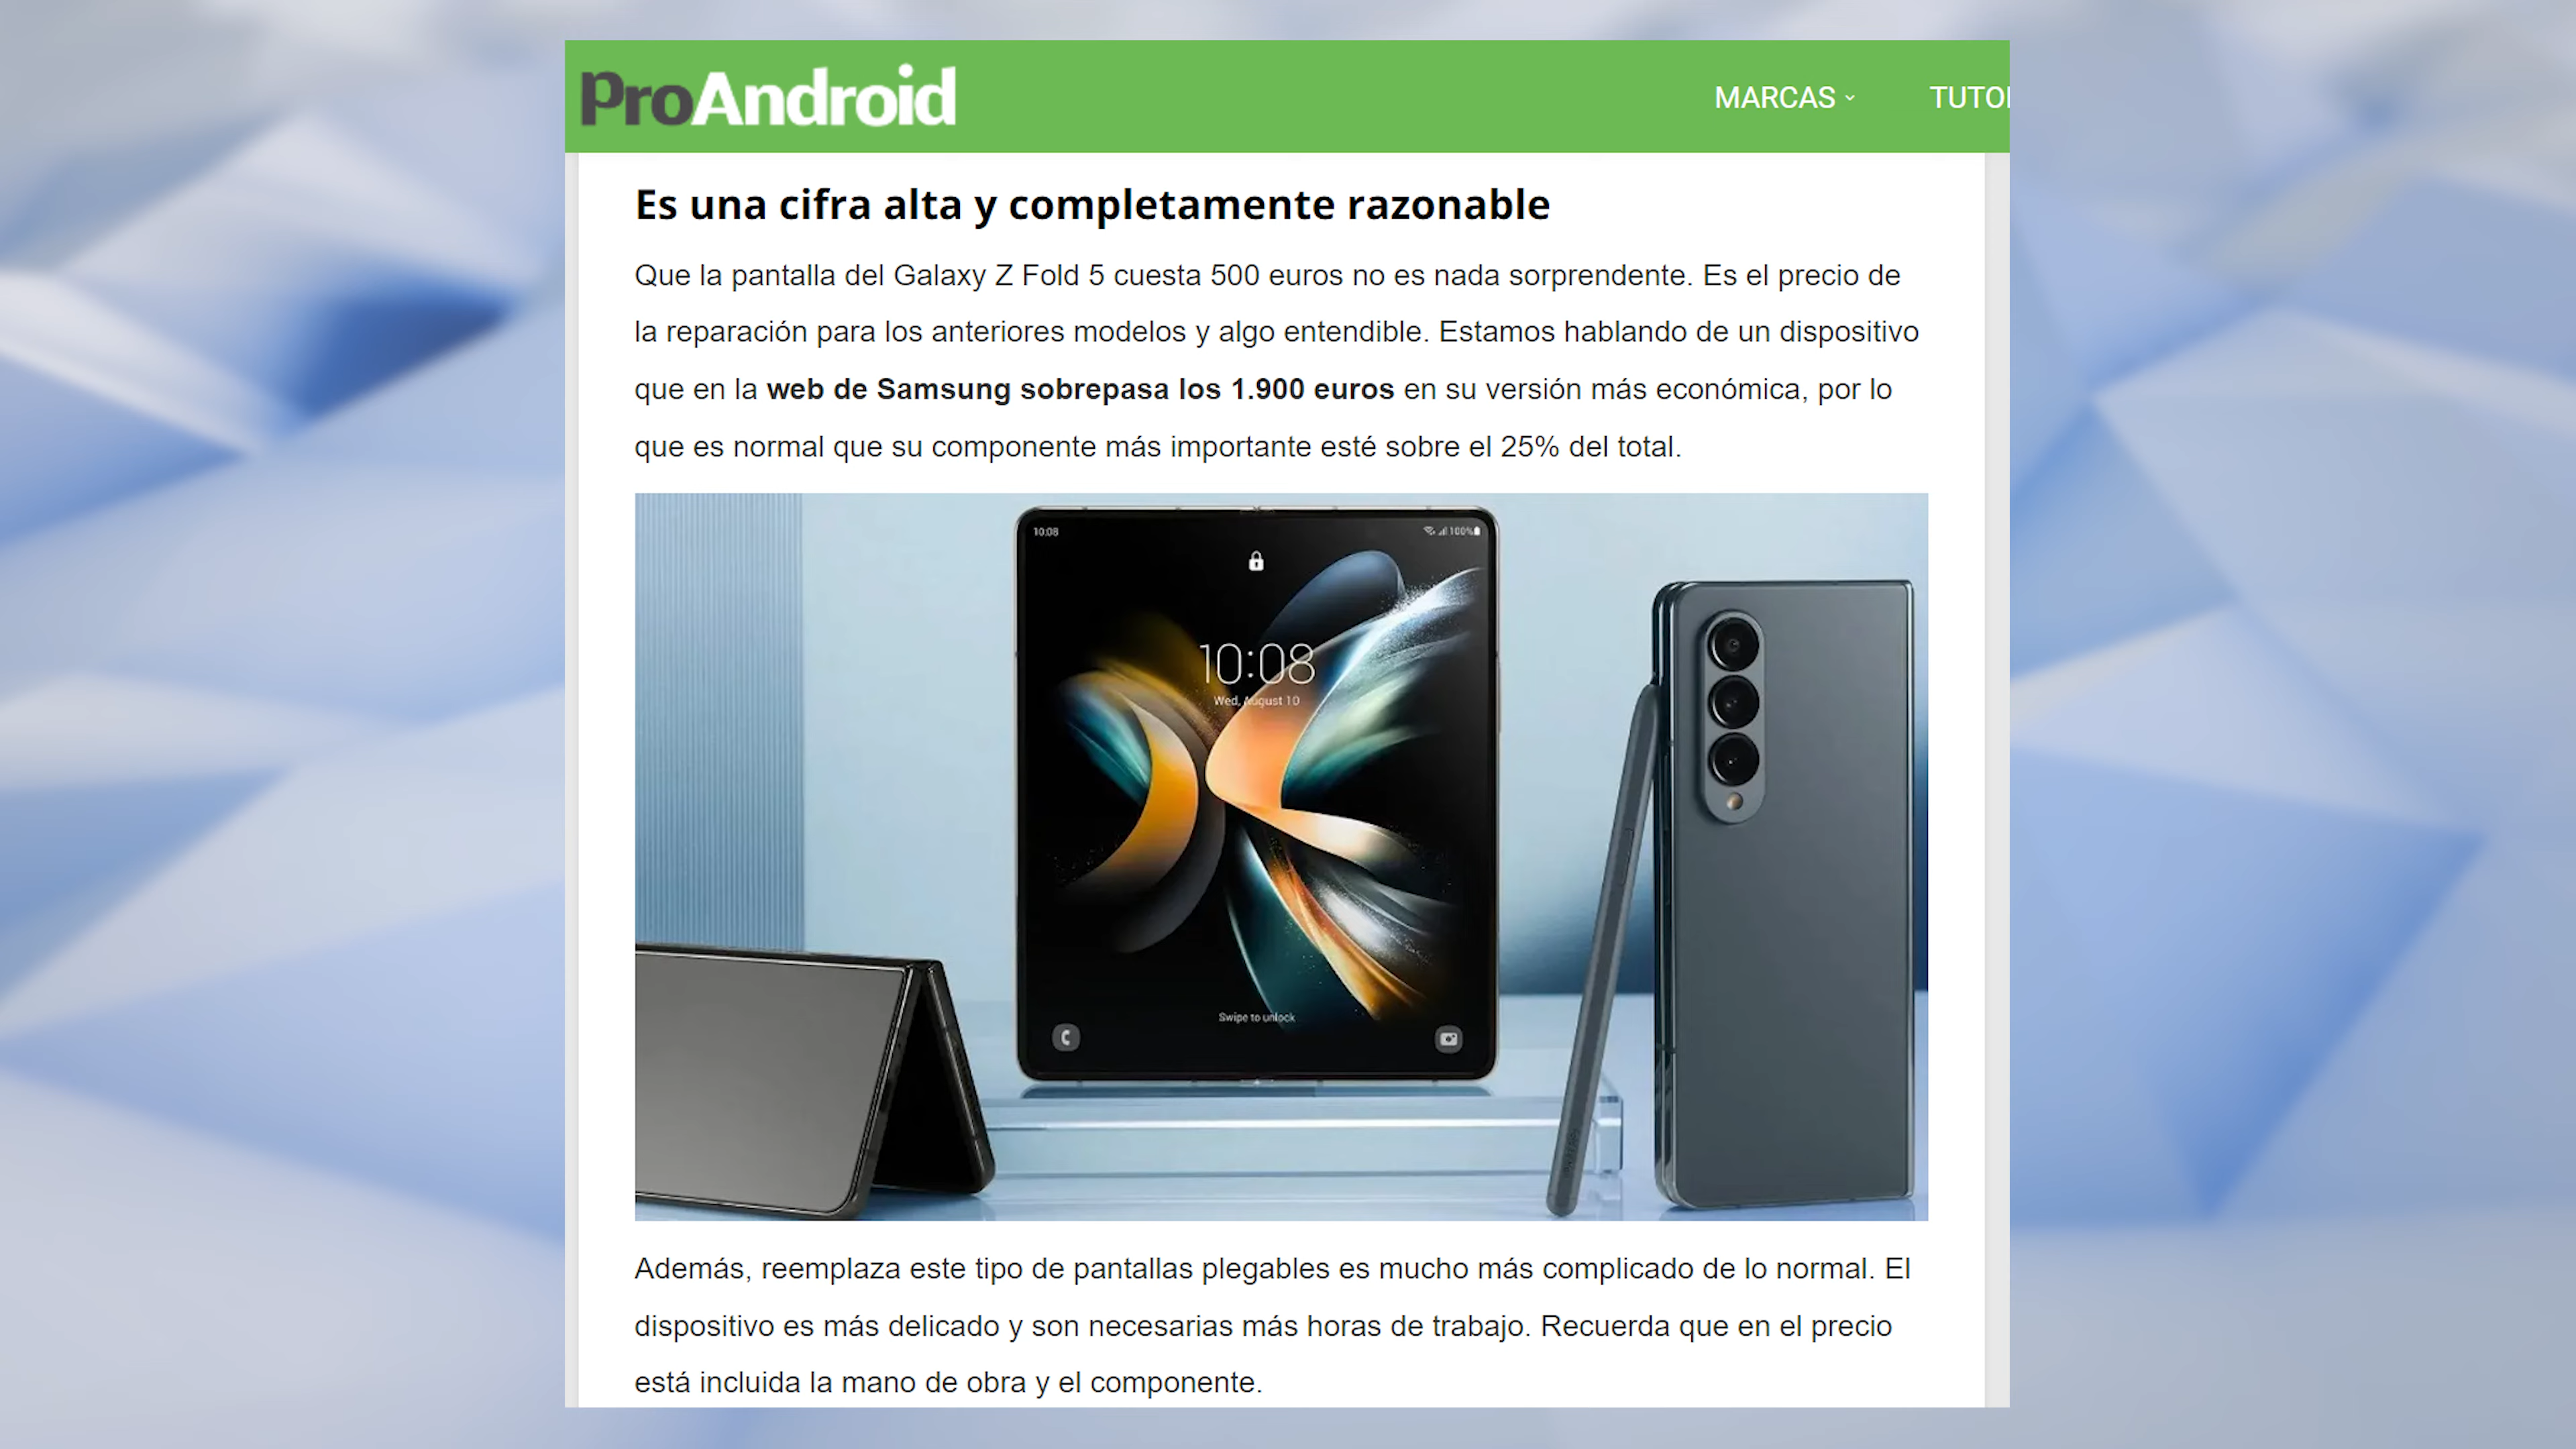 ProAndroid
MARCAS
TUTO
Es una cifra alta y completamente razonable
Que la pantalla del Galaxy Z Fold 5 cuesta 500 euros no es nada sorprendente. Es el precio de
la reparación para los anteriores modelos y algo entendible. Estamos hablando de un dispositivo
que en la web de Samsung sobrepasa los 1.900 euros en su versión más económica, por lo
que es normal que su componente más importante esté sobre el 25% del total.
10:08
100%
10:08
Wed, August 10
Swipe to unlock
Además, reemplaza este tipo de pantallas plegables es mucho más complicado de lo normal. El
dispositivo es más delicado y son necesarias más horas de trabajo. Recuerda que en el precio
está incluida la mano de obra y el componente.